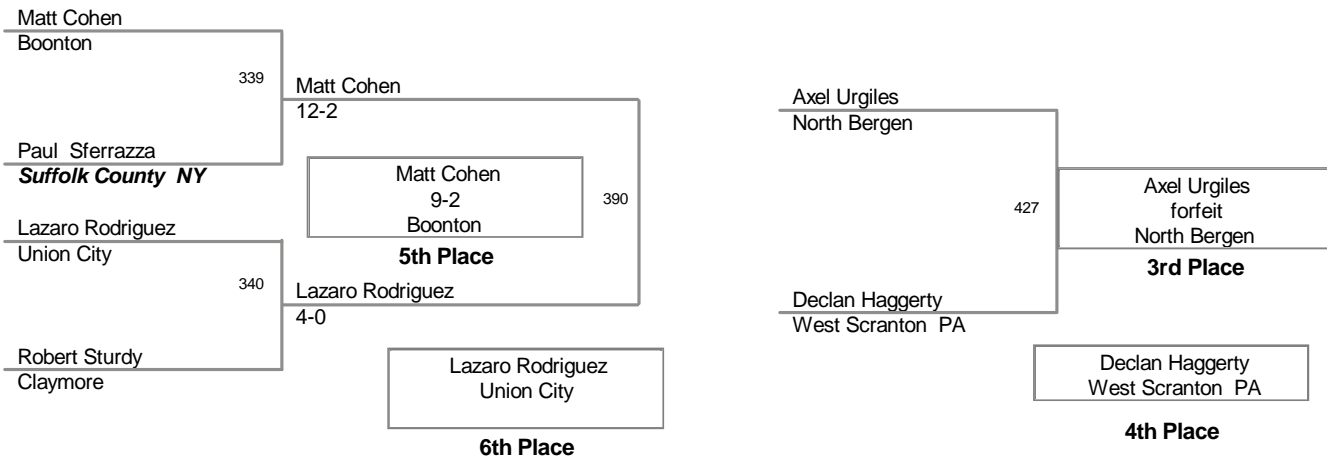 Matt Cohen
Boonton
339
Matt Cohen
12-2
Paul Sferrazza
Suffolk County NY
Matt Cohen
9-2
Boonton
5th Place
390
Lazaro Rodriguez
Union City
340
Lazaro Rodriguez
4-0
Robert Sturdy
Claymore
Lazaro Rodriguez
Union City
6th Place
Axel Urgiles
North Bergen
427
Axel Urgiles
forfeit
North Bergen
3rd Place
Declan Haggerty
West Scranton PA
Declan Haggerty
West Scranton PA
4th Place